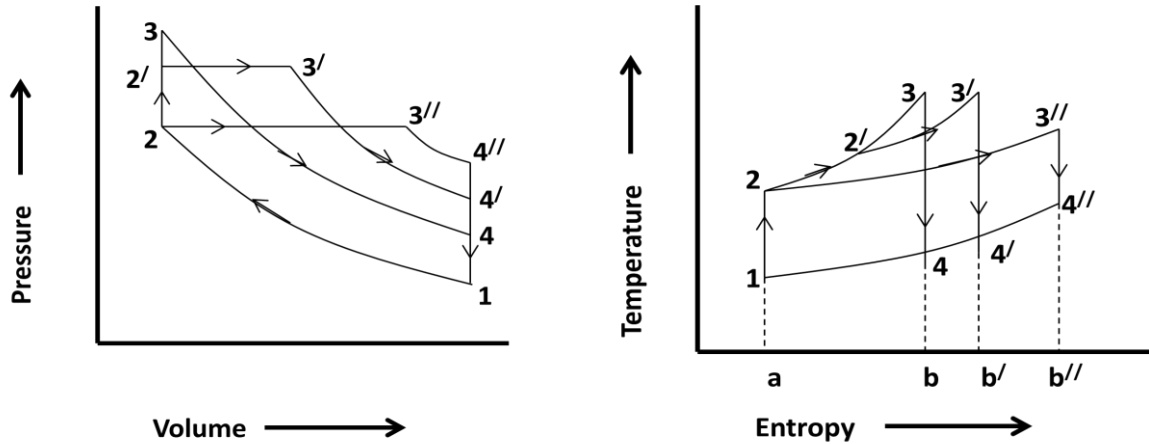 3
2/
3/
2
3//
4//
4/
4
1
Pressure
Volume
3
3/
3//
2/
2
4//
4
4/
1
Temperature
a
b
b/
b//
Entropy